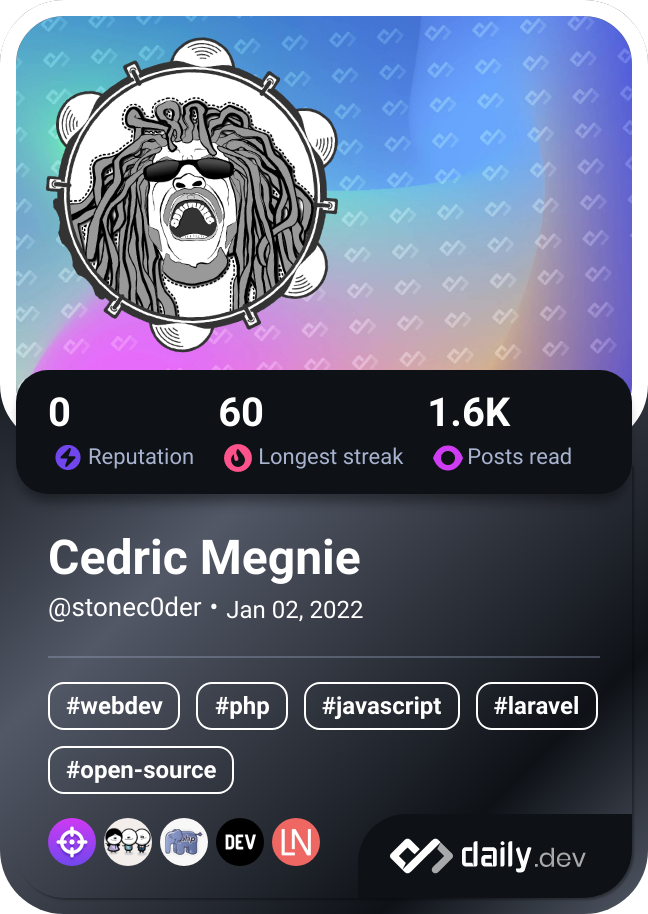 0 60 1.6K
Reputation Longest streak Posts read
Cedric Megnie
@stonec0der • Jan 02, 2022
#webdev #php #javascript #laravel
#open-source
php DEV LN
daily.dev